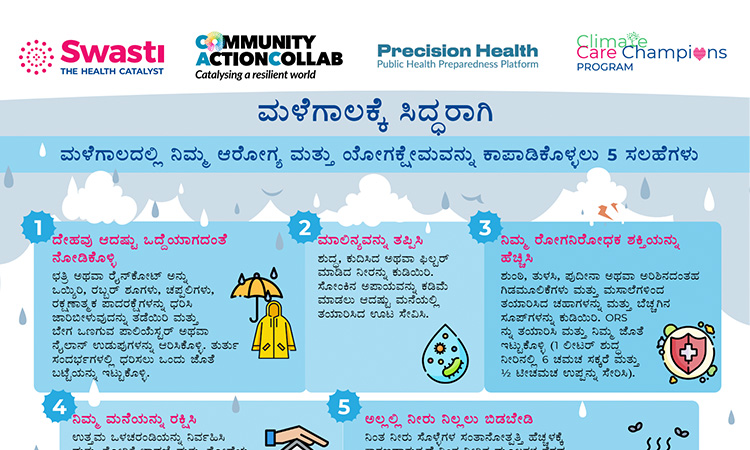 Swasti
THE HEALTH CATALYST
COMMUNITY
ACTIONCOLLAB
Catalysing a resilient world
Precision Health
Public Health Preparedness Platform
Climate
Care Champions
PROGRAM
ಮಳೆಗಾಲಕ್ಕೆ ಸಿದ್ಧರಾಗಿ
ಮಳೆಗಾಲದಲ್ಲಿ ನಿಮ್ಮ ಆರೋಗ್ಯ ಮತ್ತು ಯೋಗಕ್ಷೇಮವನ್ನು ಕಾಪಾಡಿಕೊಳ್ಳಲು 5 ಸಲಹೆಗಳು
1
ದೇಹವು ಆದಷ್ಟು ಒದ್ದೆಯಾಗದಂತೆ
ನೋಡಿಕೊಳ್ಳಿ
ಛತ್ರಿ ಅಥವಾ ರೈನ್‌ಕೋಟ್ ಅನ್ನು
ಒಯ್ಯಿರಿ, ರಬ್ಬರ್ ಶೂಗಳು, ಚಪ್ಪಲಿಗಳು,
ರಕ್ಷಣಾತ್ಮಕ ಪಾದರಕ್ಷೆಗಳನ್ನು ಧರಿಸಿ
ಜಾರಿಬೀಳುವುದನ್ನು ತಡೆಯಿರಿ ಮತ್ತು
ಬೇಗ ಒಣಗುವ ಪಾಲಿಯೆಸ್ಟರ್ ಅಥವಾ
ನೈಲಾನ್ ಉಡುಪುಗಳನ್ನು ಆರಿಸಿಕೊಳ್ಳಿ. ತುರ್ತು
ಸಂದರ್ಭಗಳಲ್ಲಿ ಧರಿಸಲು ಒಂದು ಜೊತೆ
ಬಟ್ಟೆಯನ್ನು ಇಟ್ಟುಕೊಳ್ಳಿ.
2
ಮಾಲಿನ್ಯವನ್ನು ತಪ್ಪಿಸಿ
ಶುದ್ಧ, ಕುದಿಸಿದ ಅಥವಾ ಫಿಲ್ಟರ್
ಮಾಡಿದ ನೀರನ್ನು ಕುಡಿಯಿರಿ.
ಸೋಂಕಿನ ಅಪಾಯವನ್ನು ಕಡಿಮೆ
ಮಾಡಲು ಆದಷ್ಟು ಮನೆಯಲ್ಲಿ
ತಯಾರಿಸಿದ ಊಟ ಸೇವಿಸಿ.
3
ನಿಮ್ಮ ರೋಗನಿರೋಧಕ ಶಕ್ತಿಯನ್ನು
ಹೆಚ್ಚಿಸಿ
ಶುಂಠಿ, ತುಳಸಿ, ಪುದೀನಾ ಅಥವಾ ಅರಿಶಿನದಂತಹ
ಗಿಡಮೂಲಿಕೆಗಳು ಮತ್ತು ಮಸಾಲೆಗಳಿಂದ
ತಯಾರಿಸಿದ ಚಹಾಗಳನ್ನು ಮತ್ತು ಬೆಚ್ಚಗಿನ
ಸೂಪ್‌ಗಳನ್ನು ಕುಡಿಯಿರಿ. ORS
ನ್ನು ತಯಾರಿಸಿ ಮತ್ತು ನಿಮ್ಮ ಜೊತೆ
ಇಟ್ಟುಕೊಳ್ಳಿ (1 ಲೀಟರ್ ಶುದ್ಧ
ನೀರಿನಲ್ಲಿ 6 ಚಮಚ ಸಕ್ಕರೆ ಮತ್ತು
½ ಟೀಚಮಚ ಉಪ್ಪನ್ನು ಸೇರಿಸಿ).
4
ನಿಮ್ಮ ಮನೆಯನ್ನು ರಕ್ಷಿಸಿ
ಉತ್ತಮ ಒಳಚರಂಡಿಯನ್ನು ನಿರ್ವಹಿಸಿ
5
ಅಲ್ಲಲ್ಲಿ ನೀರು ನಿಲ್ಲಲು ಬಿಡಬೇಡಿ
ನಿಂತ ನೀರು ಸೊಳ್ಳೆಗಳ ಸಂತಾನೋತ್ಪತ್ತಿ ಹೆಚ್ಚಳಕ್ಕೆ